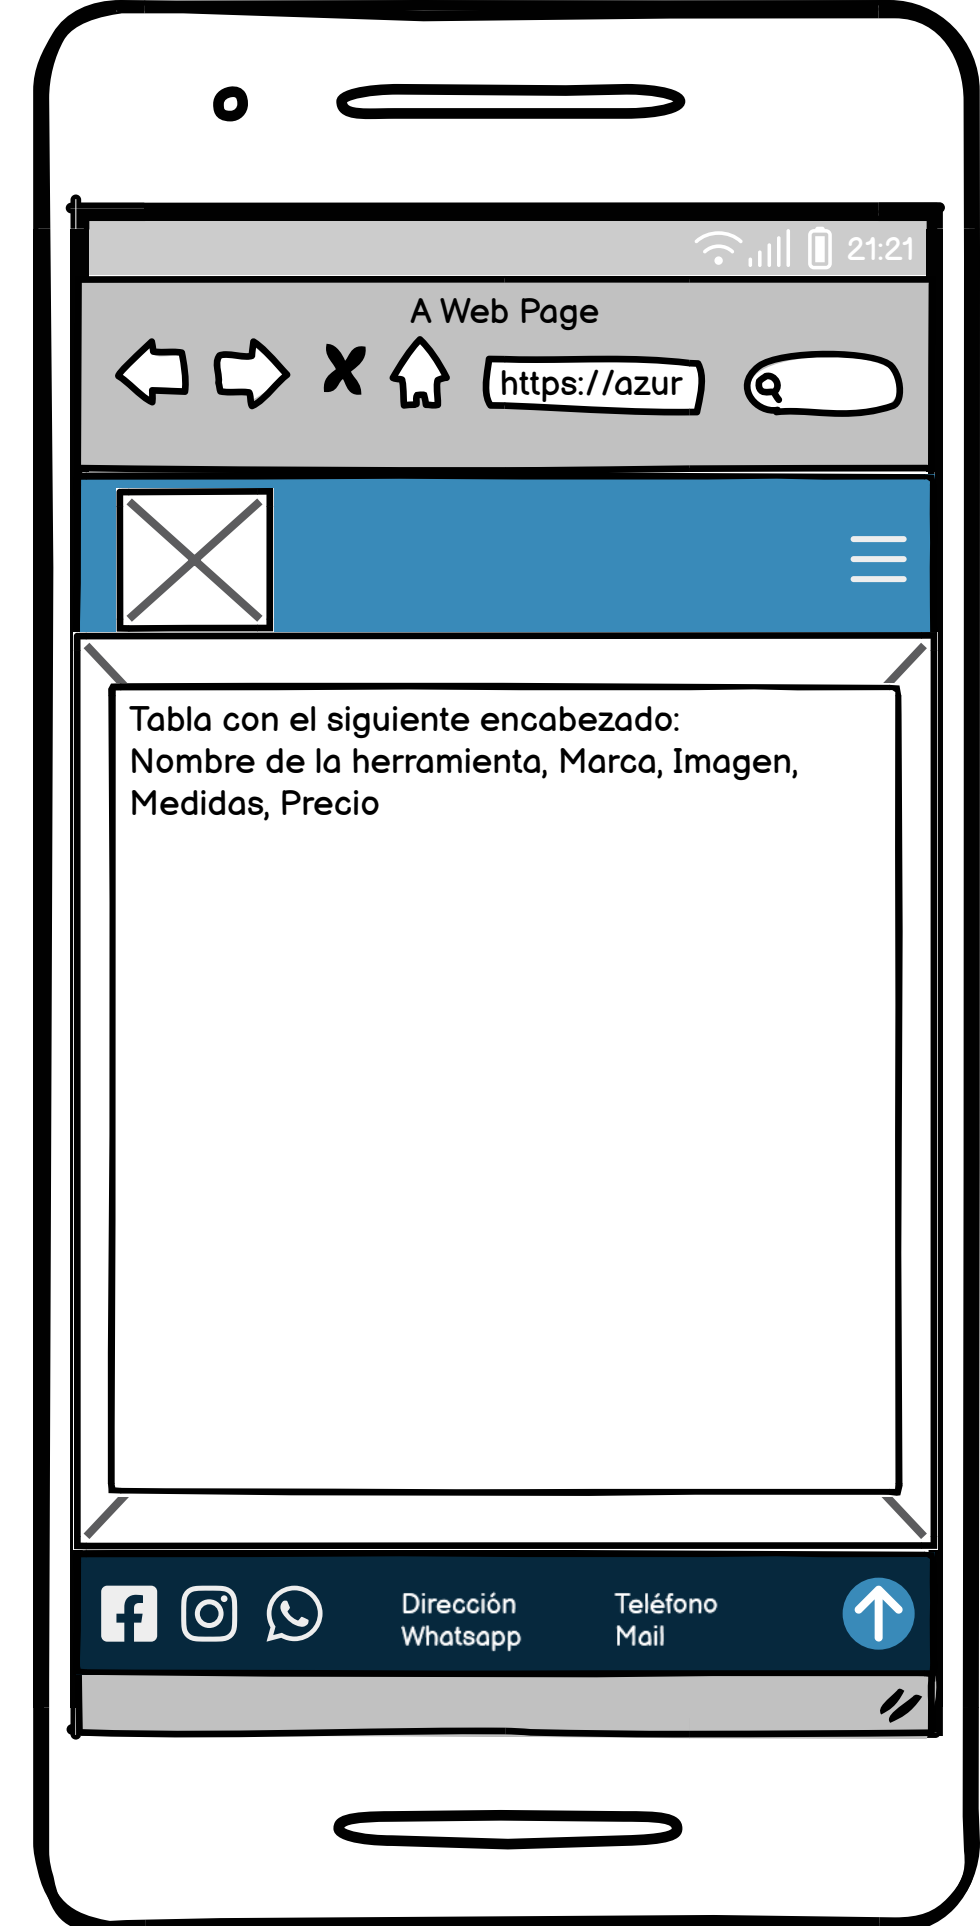 21:21
A Web Page
https://azur
Tabla con el siguiente encabezado:
Nombre de la herramienta, Marca, Imagen,
Medidas, Precio
Dirección
Whatsapp
Teléfono
Mail